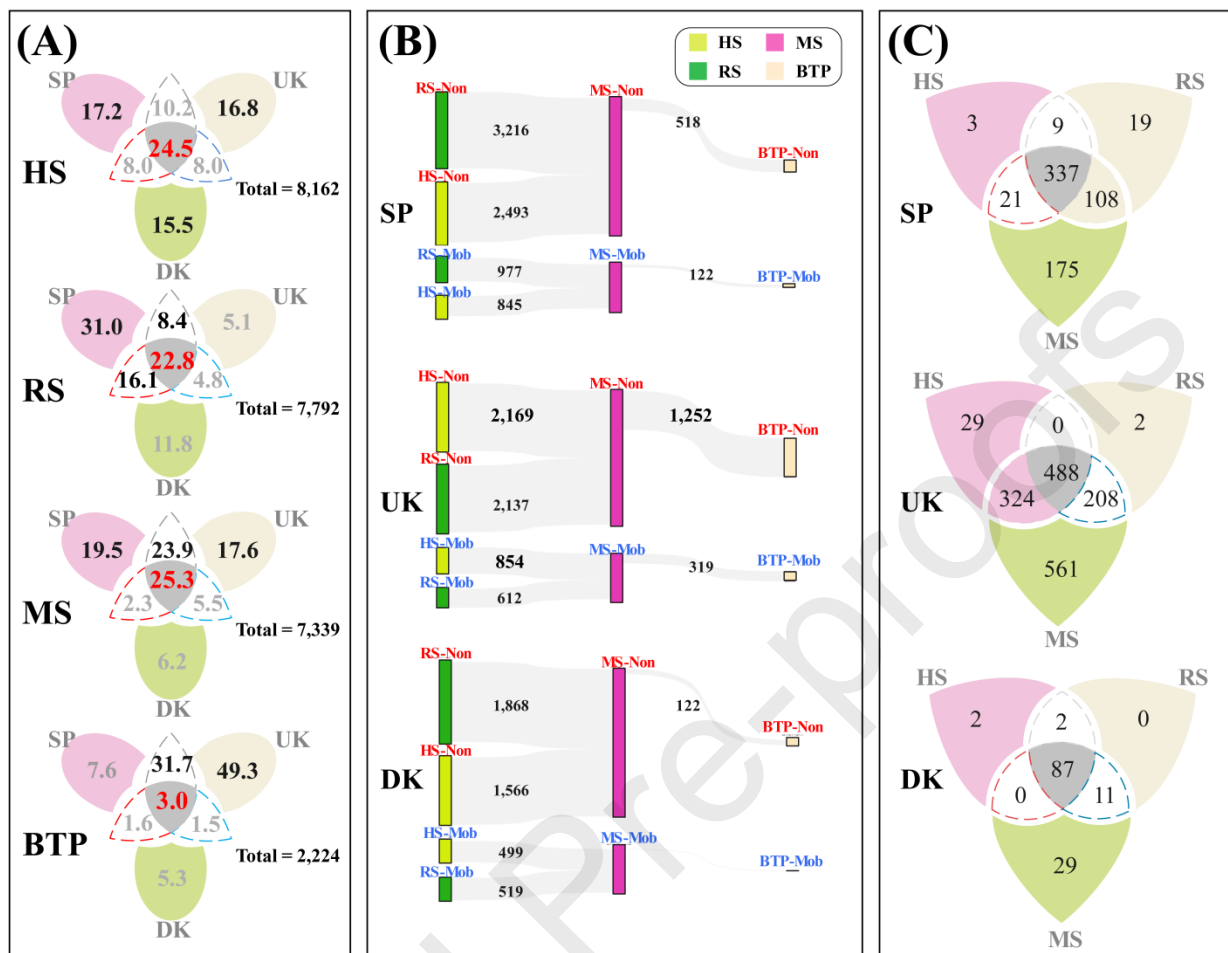 (A)
SP
UK
17.2
10.2
16.8
24.5
8.0
8.0
HS
Total = 8,162
15.5
DK
SP
UK
31.0
8.4
5.1
22.8
16.1
4.8
RS
Total = 7,792
11.8
DK
SP
UK
19.5
23.9
17.6
25.3
2.3
5.5
MS
Total = 7,339
6.2
DK
SP
UK
7.6
31.7
49.3
3.0
1.6
1.5
BTP
Total = 2,224
5.3
DK
(B)
HS
MS
RS
BTP
RS-Non
MS-Non
3,216
518
BTP-Non
HS-Non
2,493
SP
RS-Mob
MS-Mob
977
122
BTP-Mob
HS-Mob
845
HS-Non
MS-Non
2,169
1,252
BTP-Non
RS-Non
UK
2,137
HS-Mob
MS-Mob
854
319
BTP-Mob
RS-Mob
612
RS-Non
MS-Non
1,868
122
BTP-Non
HS-Non
DK
1,566
HS-Mob
MS-Mob
499
BTP-Mob
RS-Mob
519
(C)
HS
RS
3
9
19
337
21
108
SP
175
MS
HS
RS
29
0
2
488
324
208
UK
561
MS
HS
RS
2
2
0
87
0
11
DK
29
MS
Pre-proofs